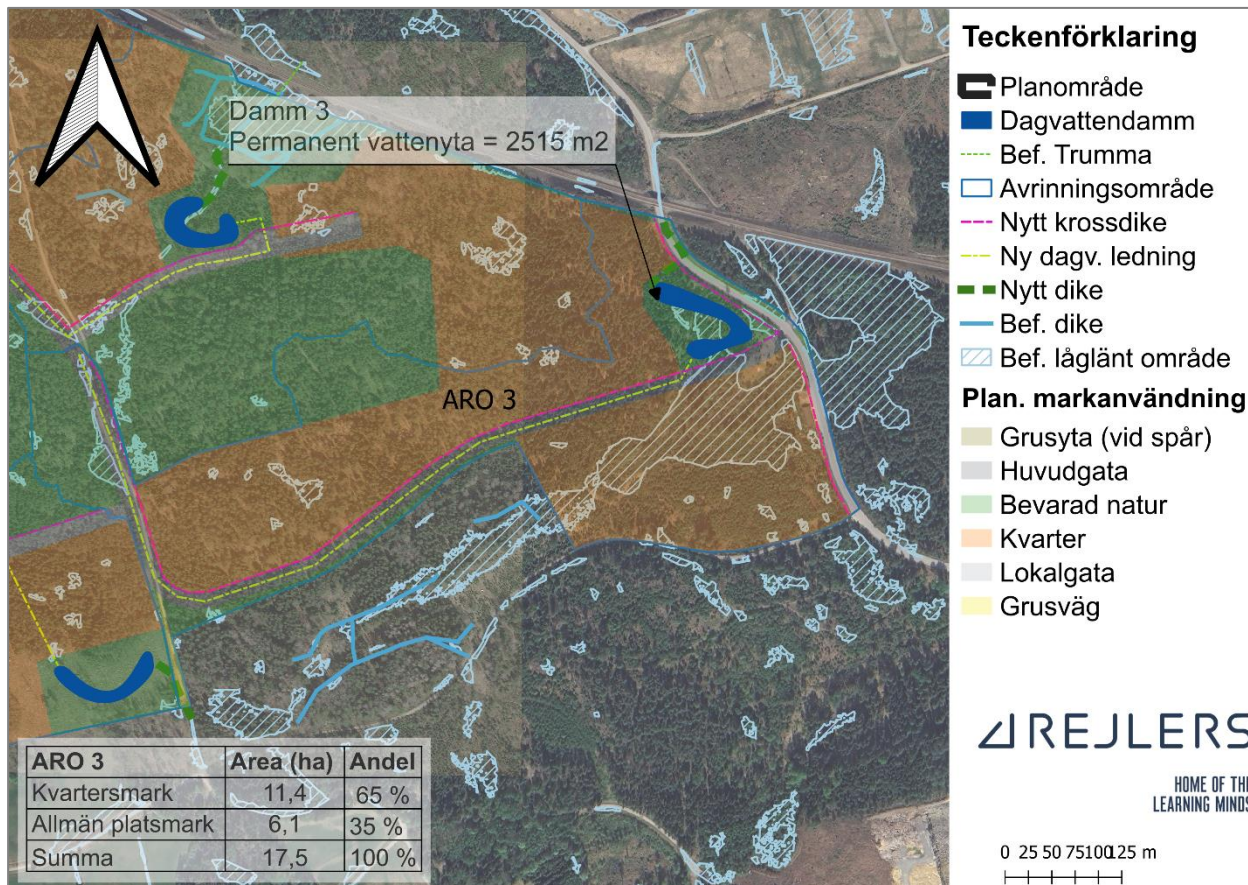 Damm 3
Permanent vattenyta = 2515 m2
ARO 3
ARO 3 Area (ha) Andel
Kvartersmark 11,4 65 %
Allmän platsmark 6,1 35 %
Summa 17,5 100 %
Teckenförklaring
Planområde
Dagvattendamm
Bef. Trumma
Avrinningsområde
Nytt krossdike
Ny dagv. ledning
Nytt dike
Bef. dike
Bef. låglänt område
Plan. markanvändning
Grusyta (vid spår)
Huvudgata
Bevarad natur
Kvarter
Lokalgata
Grusväg
REJLERS
HOME OF THE
LEARNING MINDS
0 25 50 75 100 125 m